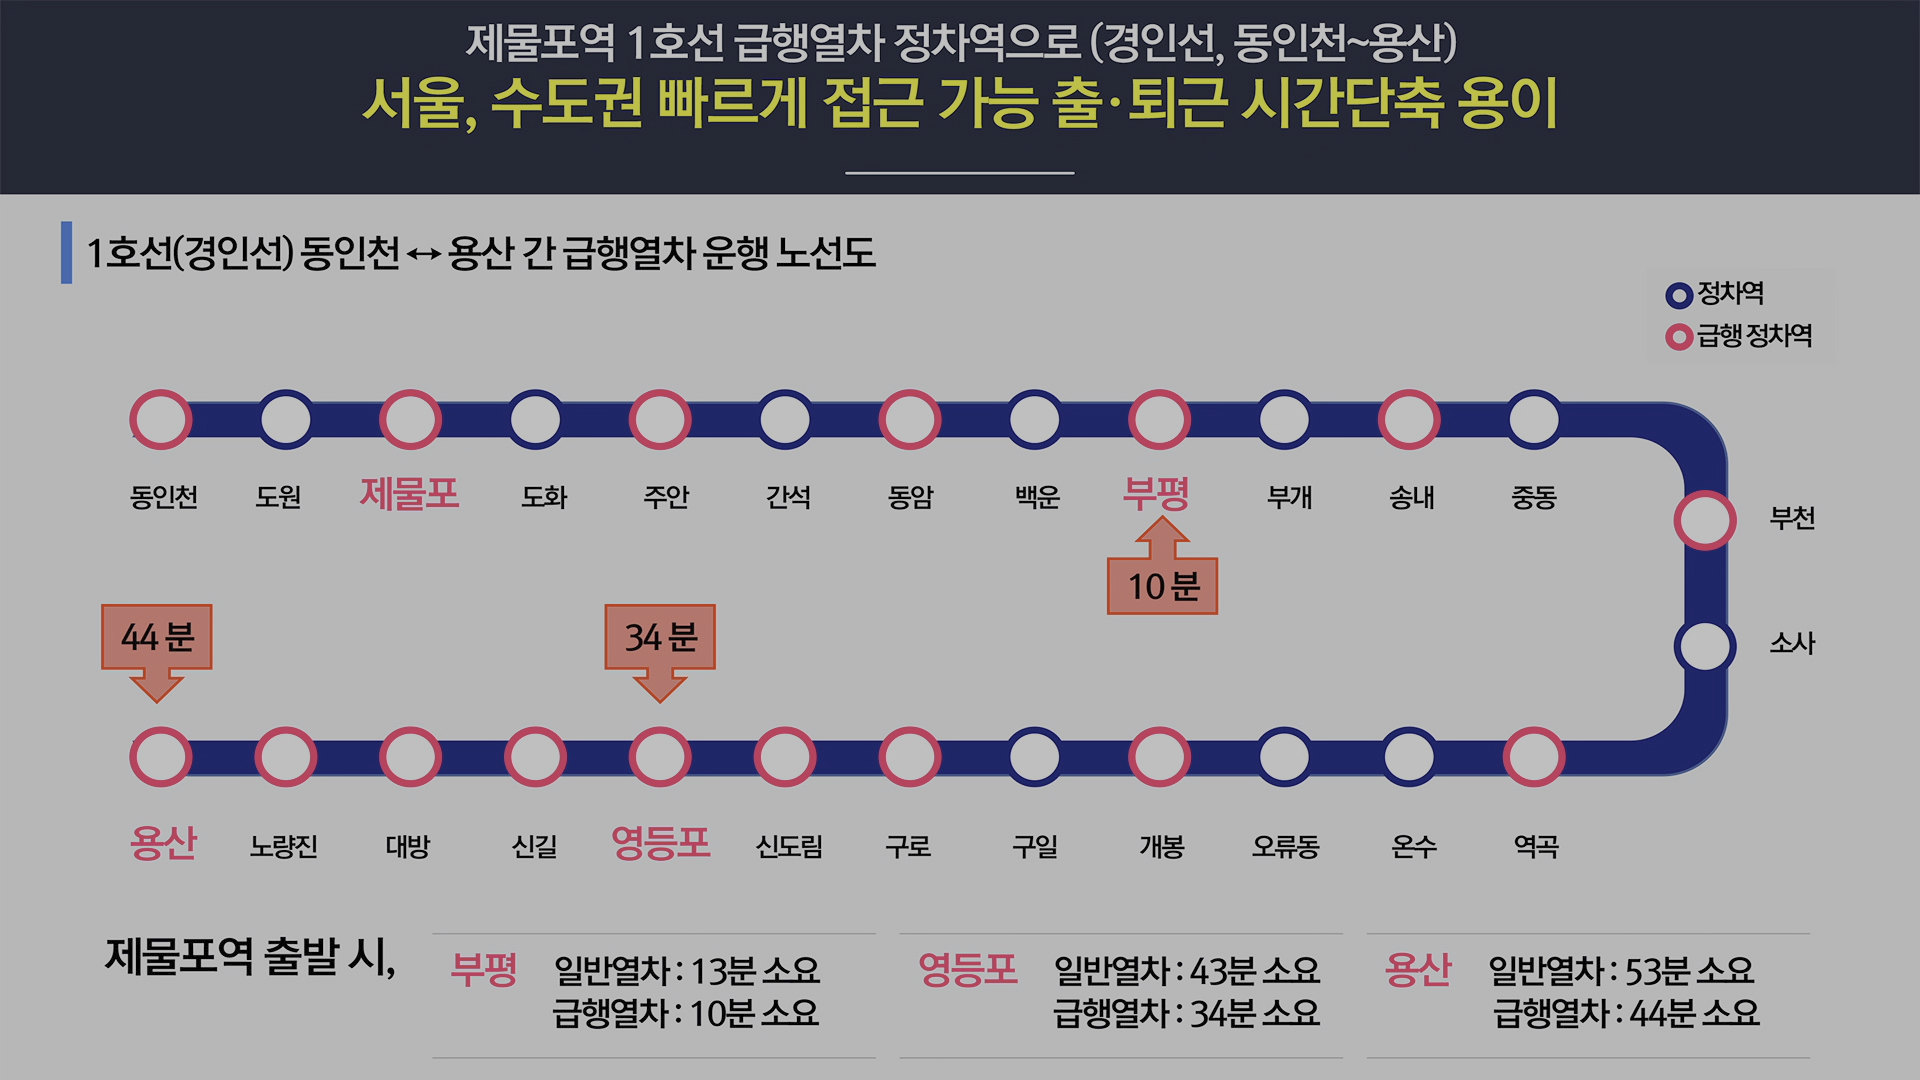 제물포역 1호선 급행열차 정차역으로 (경인선, 동인천~용산)
서울, 수도권 빠르게 접근 가능 출·퇴근 시간단축 용이
1호선(경인선) 동인천 ↔ 용산 간 급행열차 운행 노선도
정차역
급행 정차역
동인천 도원 제물포 도화 주안 간석 동암 백운 부평 부개 송내 중동
부천
10 분
44 분 34 분
소사
용산 노량진 대방 신길 영등포 신도림 구로 구일 개봉 오류동 온수 역곡
제물포역 출발 시,
부평 일반열차 : 13분 소요
급행열차 : 10분 소요
영등포 일반열차 : 43분 소요
급행열차 : 34분 소요
용산 일반열차 : 53분 소요
급행열차 : 44분 소요